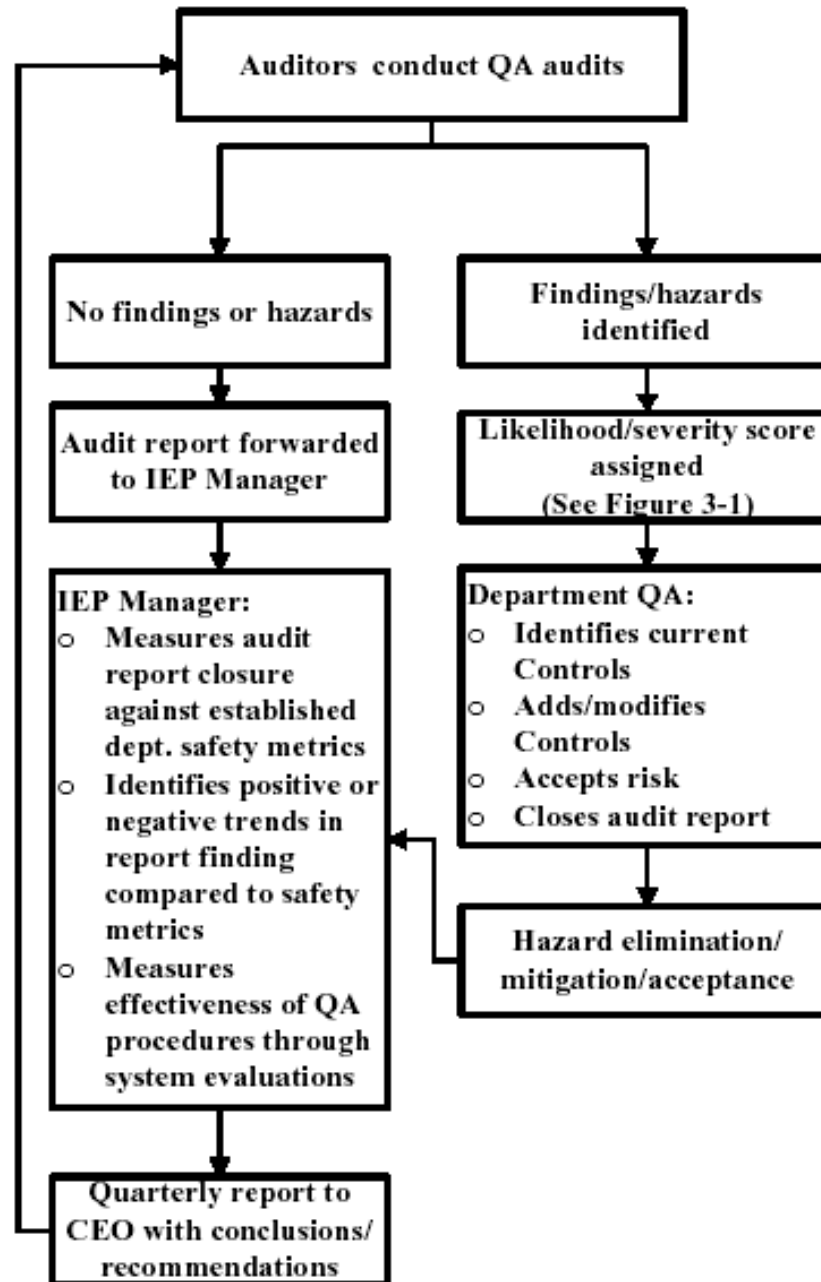 Auditors conduct QA audits
No findings or hazards
Findings/hazards
identified
Audit report forwarded
to IEP Manager
Likelihood/severity score
assigned
(See Figure 3-1)
IEP Manager:
o Measures audit
report closure
against established
dept. safety metrics
o Identifies positive or
negative trends in
report finding
compared to safety
metrics
o Measures
effectiveness of QA
procedures through
system evaluations
Department QA:
o Identifies current
Controls
o Adds/modifies
Controls
o Accepts risk
o Closes audit report
Hazard elimination/
mitigation/acceptance
Quarterly report to
CEO with conclusions/
recommendations